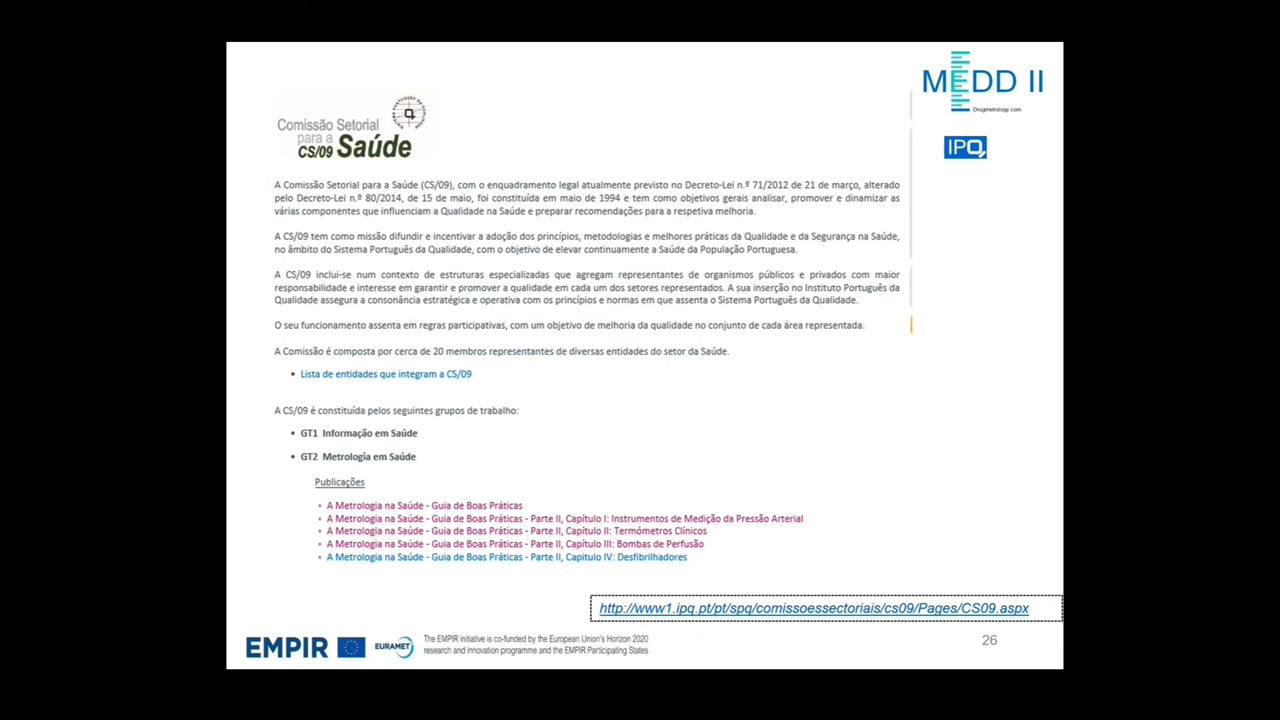 MEDD II
Drugmetrology.com
IPQ
Comissão Setorial
para a
CS/09 Saúde
A Comissão Setorial para a Saúde (CS/09), com o enquadramento legal atualmente previsto no Decreto-Lei n.º 71/2012 de 21 de março, alterado
pelo Decreto-Lei n.º 80/2014, de 15 de maio, foi constituída em maio de 1994 e tem como objetivos gerais analisar, promover e dinamizar as
várias componentes que influenciam a Qualidade na Saúde e preparar recomendações para a respetiva melhoria.
A CS/09 tem como missão difundir e incentivar a adoção dos princípios, metodologias e melhores práticas da Qualidade e da Segurança na Saúde,
no âmbito do Sistema Português da Qualidade, com o objetivo de elevar continuamente a Saúde da População Portuguesa.
A CS/09 inclui-se num contexto de estruturas especializadas que agregam representantes de organismos públicos e privados com maior
responsabilidade e interesse em garantir e promover a qualidade em cada um dos setores representados. A sua inserção no Instituto Português da
Qualidade assegura a consonância estratégica e operativa com os princípios e normas em que assenta o Sistema Português da Qualidade.
O seu funcionamento assenta em regras participativas, com um objetivo de melhoria da qualidade no conjunto de cada área representada.
A Comissão é composta por cerca de 20 membros representantes de diversas entidades do setor da Saúde.
• Lista de entidades que integram a CS/09
A CS/09 é constituída pelos seguintes grupos de trabalho:
• GT1 Informação em Saúde
• GT2 Metrologia em Saúde
Publicações
• A Metrologia na Saúde - Guia de Boas Práticas
• A Metrologia na Saúde - Guia de Boas Práticas - Parte II, Capítulo I: Instrumentos de Medição da Pressão Arterial
• A Metrologia na Saúde - Guia de Boas Práticas - Parte II, Capítulo II: Termómetros Clínicos
• A Metrologia na Saúde - Guia de Boas Práticas - Parte II, Capítulo III: Bombas de Perfusão
• A Metrologia na Saúde - Guia de Boas Práticas - Parte II, Capitulo IV: Desfibrilhadores
http://www1.ipq.pt/pt/spq/comissoessectoriais/cs09/Pages/CS09.aspx
EMPIR
EURAMET
The EMPIR initiative is co-funded by the European Union's Horizon 2020
research and innovation programme and the EMPIR Participating States
26